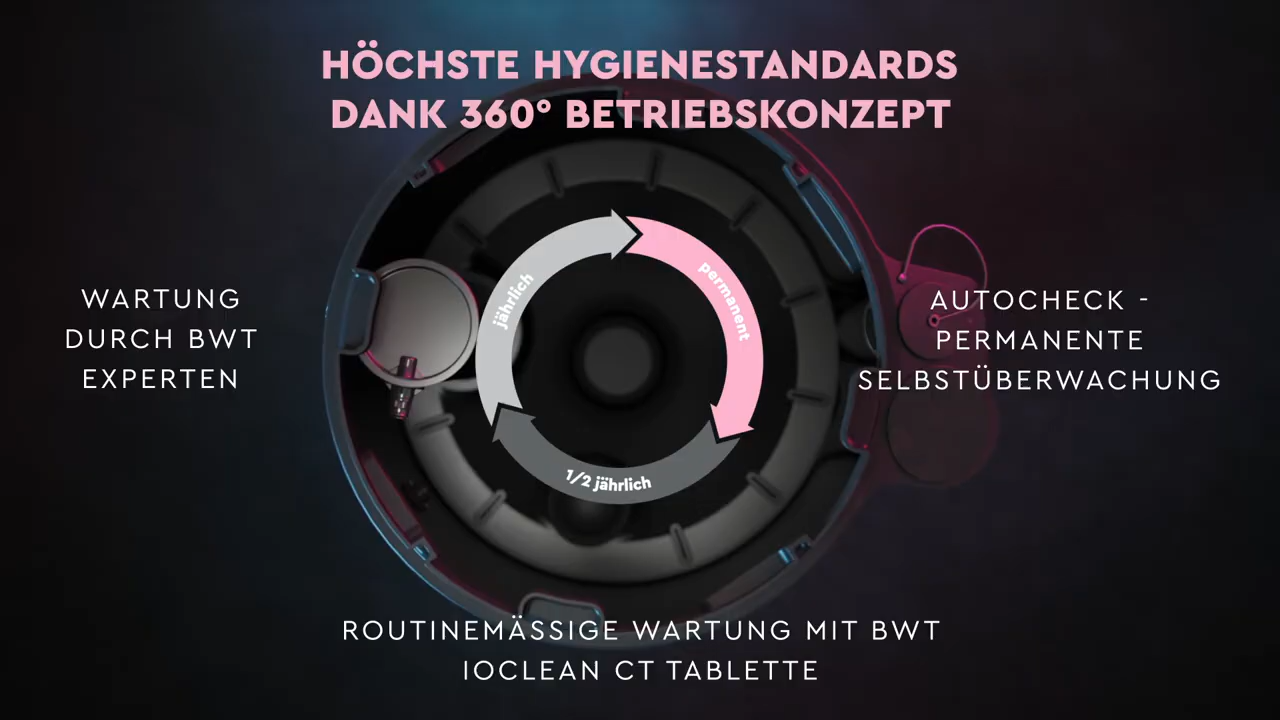 HÖCHSTE HYGIENESTANDARDS
DANK 360° BETRIEBSKONZEPT
WARTUNG
DURCH BWT
EXPERTEN
jährlich
permanent
1/2 jährlich
AUTOCHECK -
PERMANENTE
SELBSTÜBERWACHUNG
ROUTINEMÄSSIGE WARTUNG MIT BWT
IOCLEAN CT TABLETTE